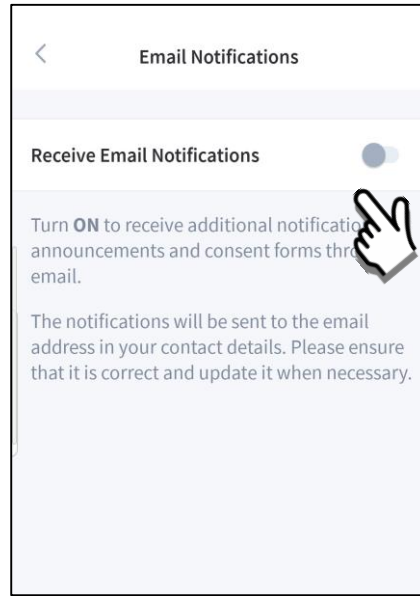 Email Notifications
Receive Email Notifications
Turn ON to receive additional
announcements and consent forms
email.
The notifications will be sent to the email
address in your contact details. Please ensure
that it is correct and update it when necessary.